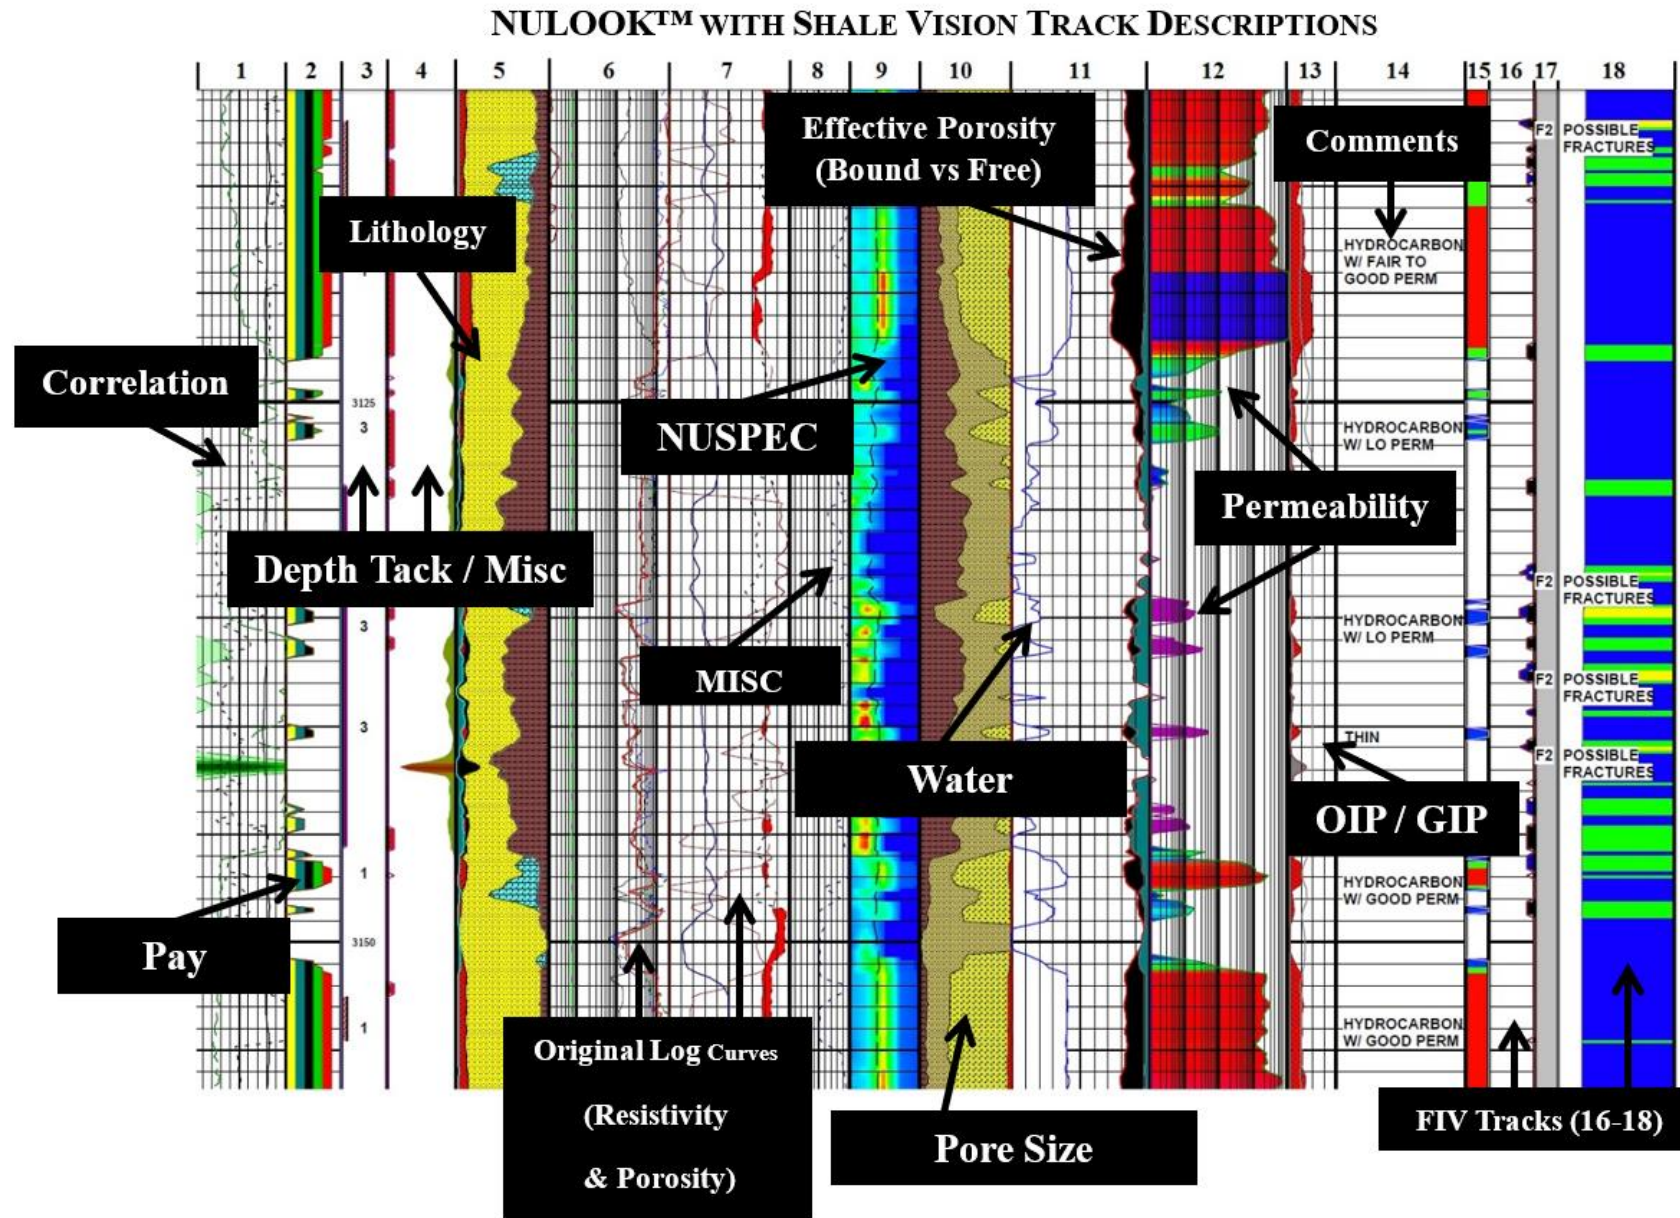 NULOOK™ WITH SHALE VISION TRACK DESCRIPTIONS
1 2 3 4 5 6 7 8 9 10 11 12 13 14 15 16 17 18
Effective Porosity
(Bound vs Free)
Comments
F2 POSSIBLE
FRACTURES
Lithology
HYDROCARBON
W/ FAIR TO
GOOD PERM
Correlation
3125
3
NUSPEC
HYDROCARBON
W/ LO PERM
Permeability
Depth Tack / Misc
F2 POSSIBLE
FRACTURES
3
HYDROCARBON
W/ LO PERM
MISC
F2 POSSIBLE
FRACTURES
3
THIN
Water
F2 POSSIBLE
FRACTURES
OIP / GIP
1
HYDROCARBON
W/ GOOD PERM
Pay
3150
1
HYDROCARBON
W/ GOOD PERM
Original Log Curves
(Resistivity
& Porosity)
Pore Size
FIV Tracks (16-18)